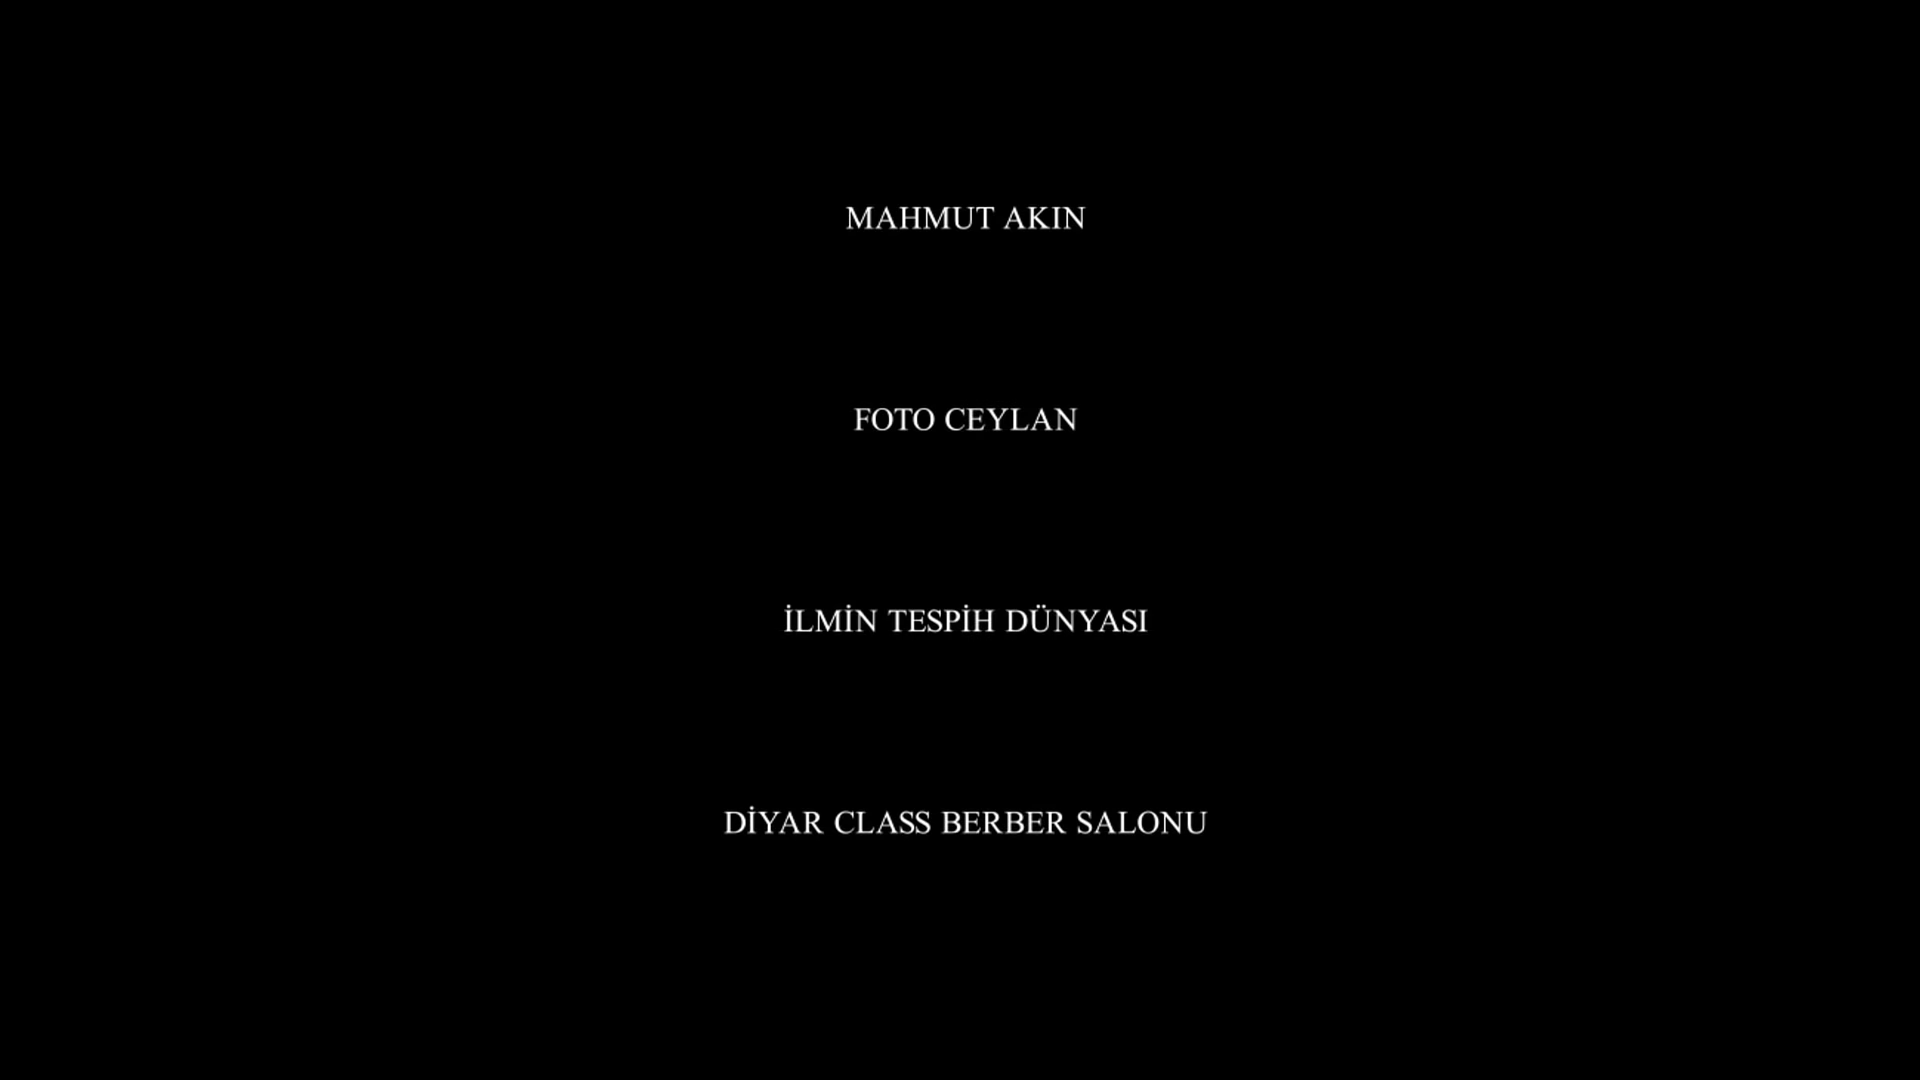 MAHMUT AKIN
FOTO CEYLAN
İLMİN TESPİH DÜNYASI
DİYAR CLASS BERBER SALONU